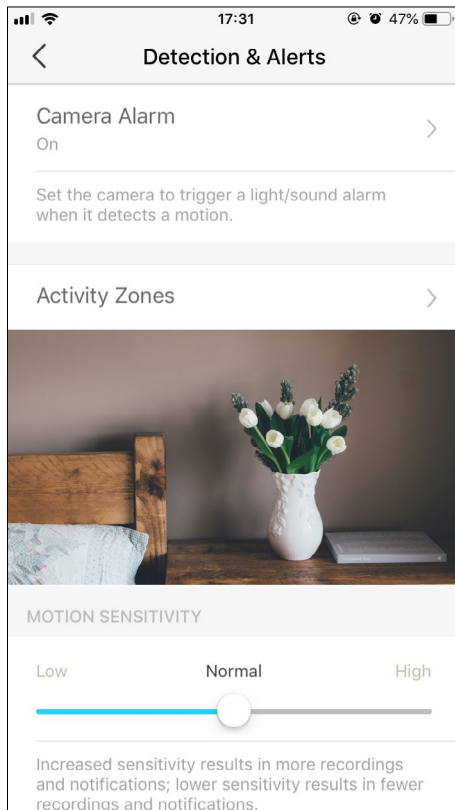 17:31
47%
Detection & Alerts
Camera Alarm
On
Set the camera to trigger a light/sound alarm
when it detects a motion.
Activity Zones
MOTION SENSITIVITY
Low Normal High
Increased sensitivity results in more recordings
and notifications; lower sensitivity results in fewer
recordings and notifications.